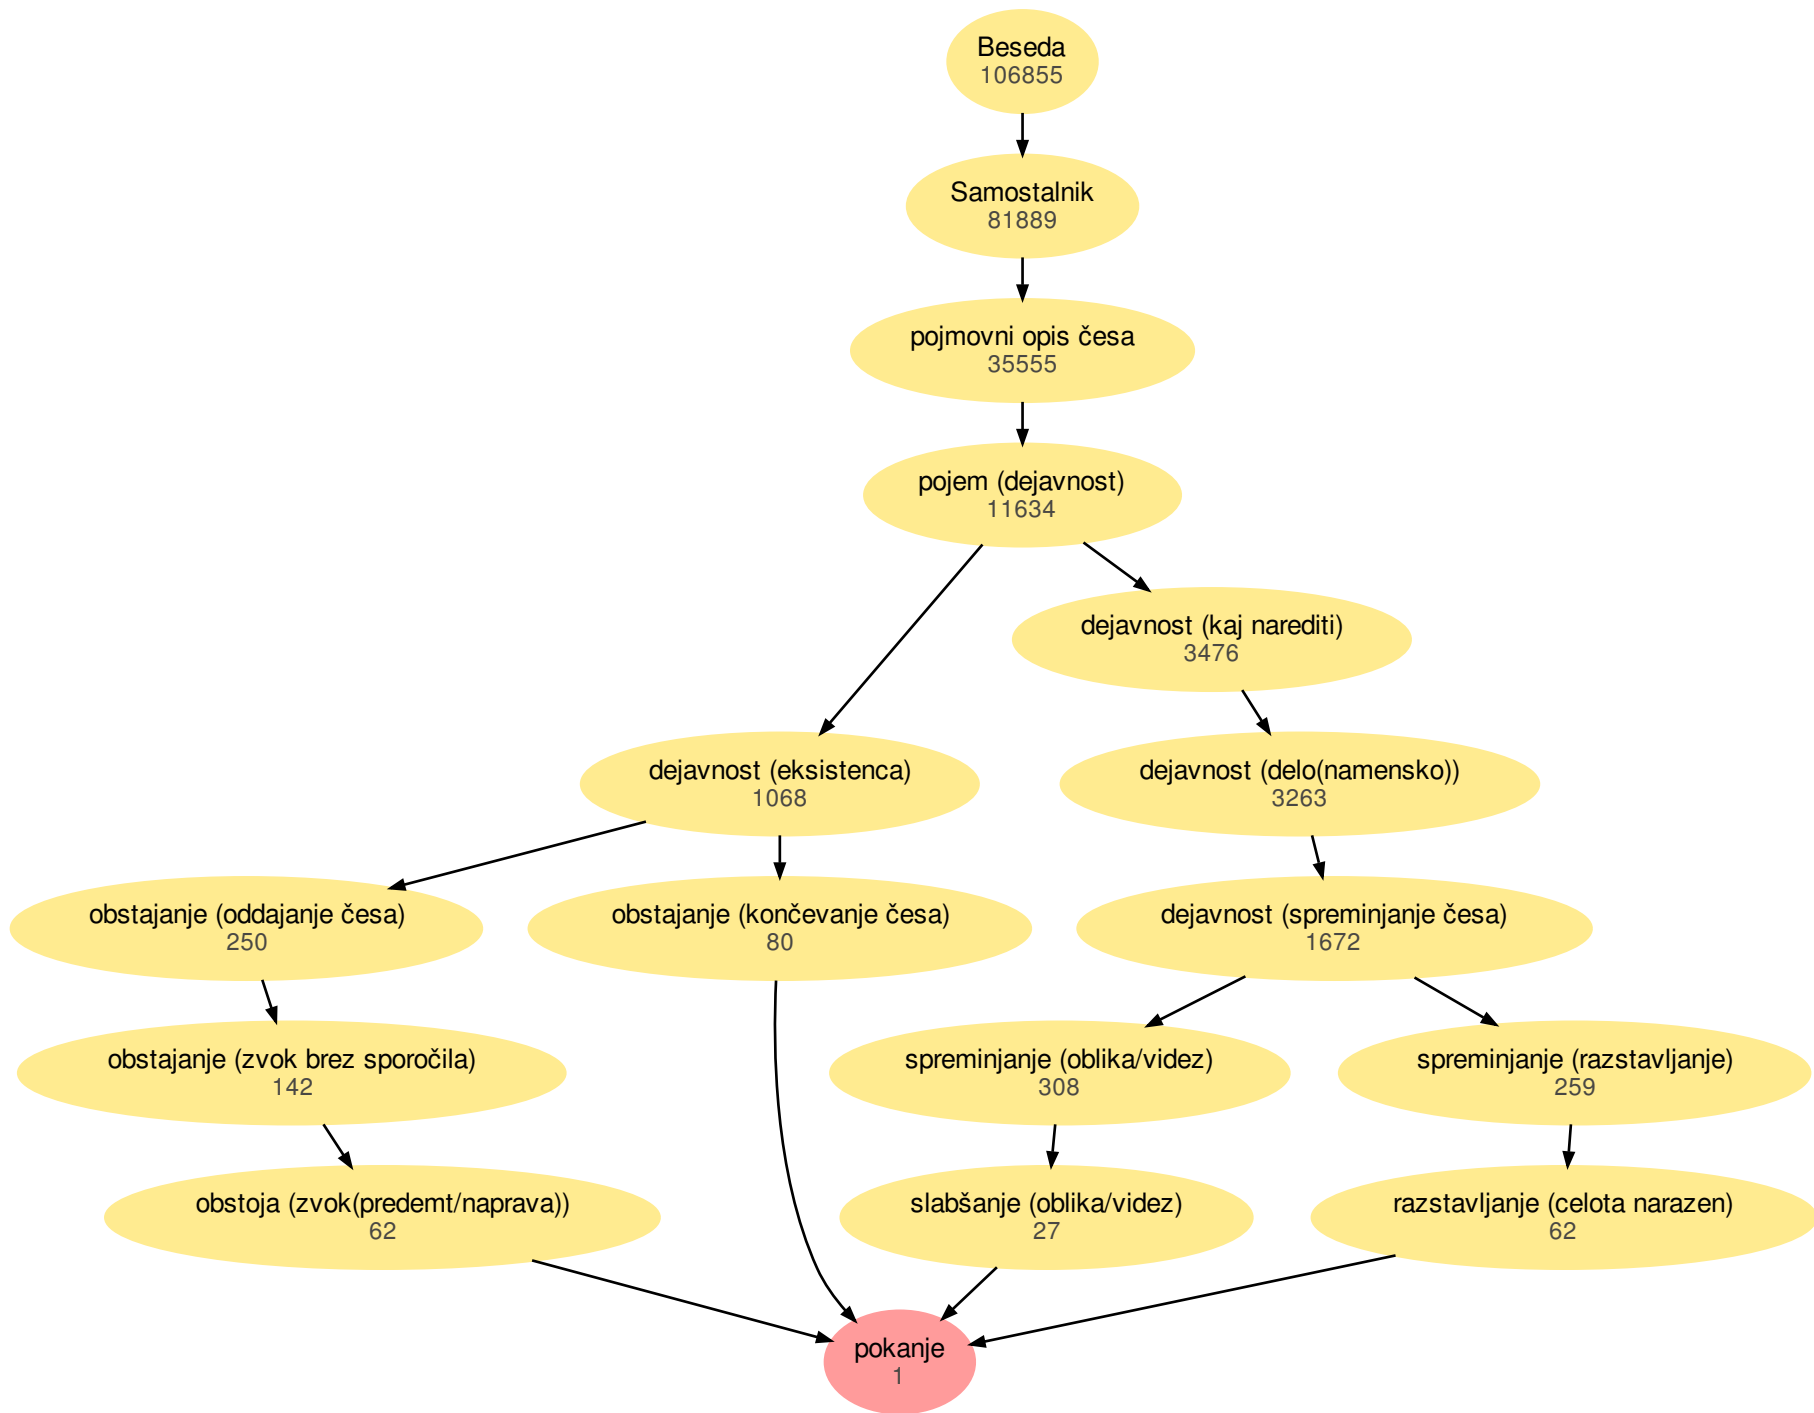 Beseda
106855
Samostalnik
81889
pojmovni opis česa
35555
pojem (dejavnost)
11634
dejavnost (kaj narediti)
3476
dejavnost (eksistenca)
1068
dejavnost (delo(namensko))
3263
obstajanje (oddajanje česa)
250
obstajanje (končevanje česa)
80
dejavnost (spreminjanje česa)
1672
obstajanje (zvok brez sporočila)
142
spreminjanje (oblika/videz)
308
spreminjanje (razstavljanje)
259
obstoja (zvok(predemt/naprava))
62
slabšanje (oblika/videz)
27
razstavljanje (celota narazen)
62
pokanje
1